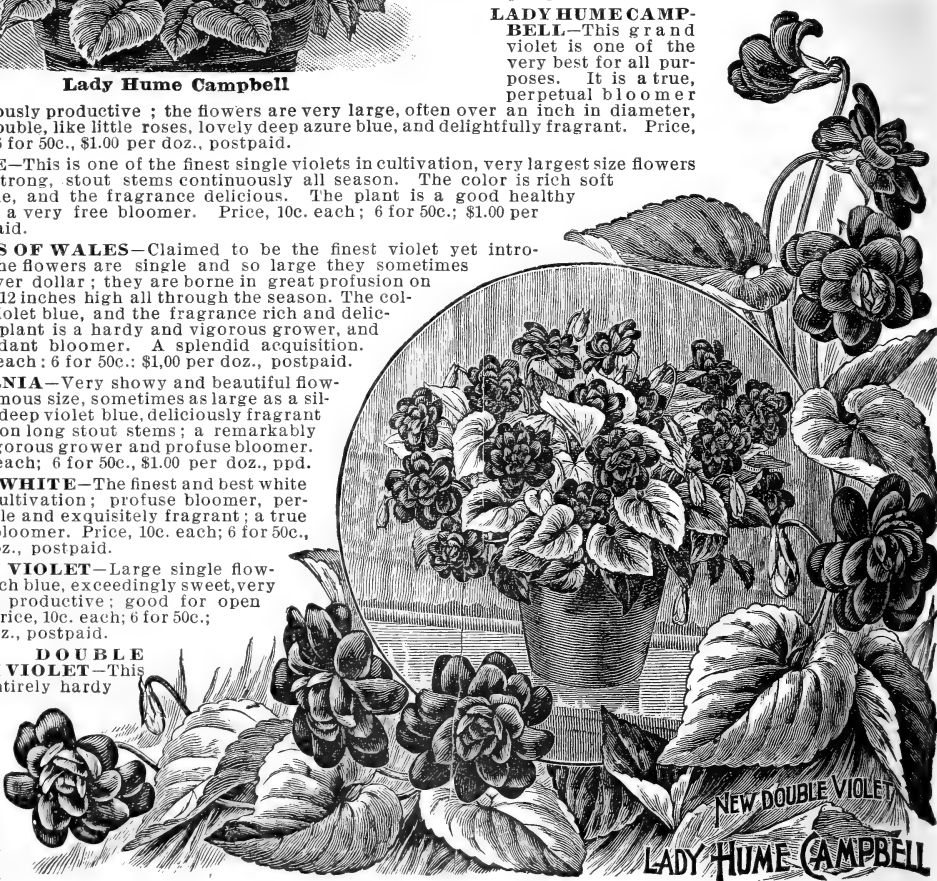 LADY HUME CAMP-
BELL—This grand
violet is one of the
very best for all pur-
poses. It is a true,
perpetual bloomer
Lady Hume Campbell
ously productive ; the flowers are very large, often over an inch in diameter,
ouble, like little roses, lovely deep azure blue, and delightfully fragrant. Price,
6 for 50c., $1.00 per doz., postpaid.
E—This is one of the finest single violets in cultivation, very largest size flowers
trong, stout stems continuously all season. The color is rich soft
e, and the fragrance delicious. The plant is a good healthy
a very free bloomer. Price, 10c. each ; 6 for 50c.; $1.00 per
aid.
S OF WALES—Claimed to be the finest violet yet intro-
he flowers are single and so large they sometimes
ver dollar ; they are borne in great profusion on
12 inches high all through the season. The col-
iolet blue, and the fragrance rich and delic-
plant is a hardy and vigorous grower, and
dant bloomer. A splendid acquisition.
each ; 6 for 50c.: $1,00 per doz., postpaid.
NIA—Very showy and beautiful flow-
mous size, sometimes as large as a sil-
deep violet blue, deliciously fragrant
on long stout stems ; a remarkably
gorous grower and profuse bloomer.
each; 6 for 50c., $1.00 per doz., ppd.
WHITE—The finest and best white
ultivation ; profuse bloomer, per-
le and exquisitely fragrant ; a true
bloomer. Price, 10c. each; 6 for 50c.,
z., postpaid.
VIOLET—Large single flow-
ch blue, exceedingly sweet, very
productive ; good for open
rice, 10c. each; 6 for 50c.;
z., postpaid.
DOUBLE
VIOLET—This
ntirely hardy
NEW DOUBLE VIOLET
LADY HUME CAMPBELL